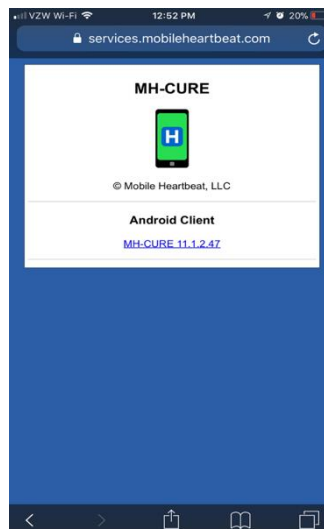 VZW Wi-Fi 12:52 PM 20%
services.mobileheartbeat.com
MH-CURE
H
© Mobile Heartbeat, LLC
Android Client
MH-CURE 11.1.2.47